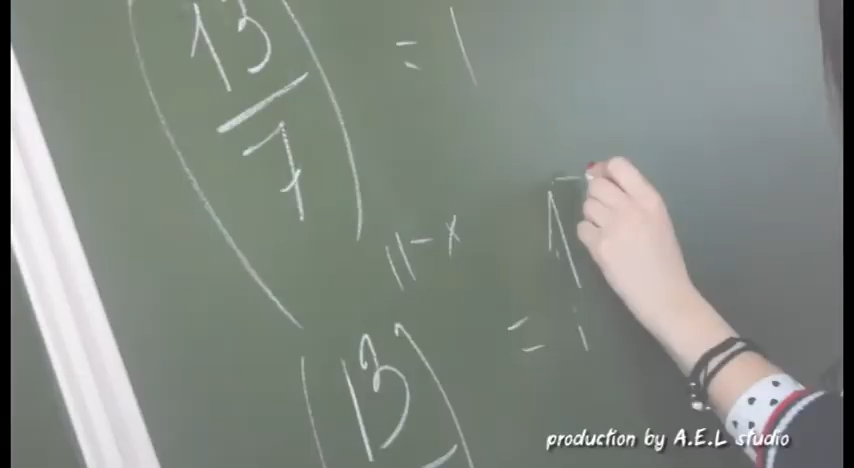 13 = 1
7
11-x
= 1
(13
production by A.E.L studio